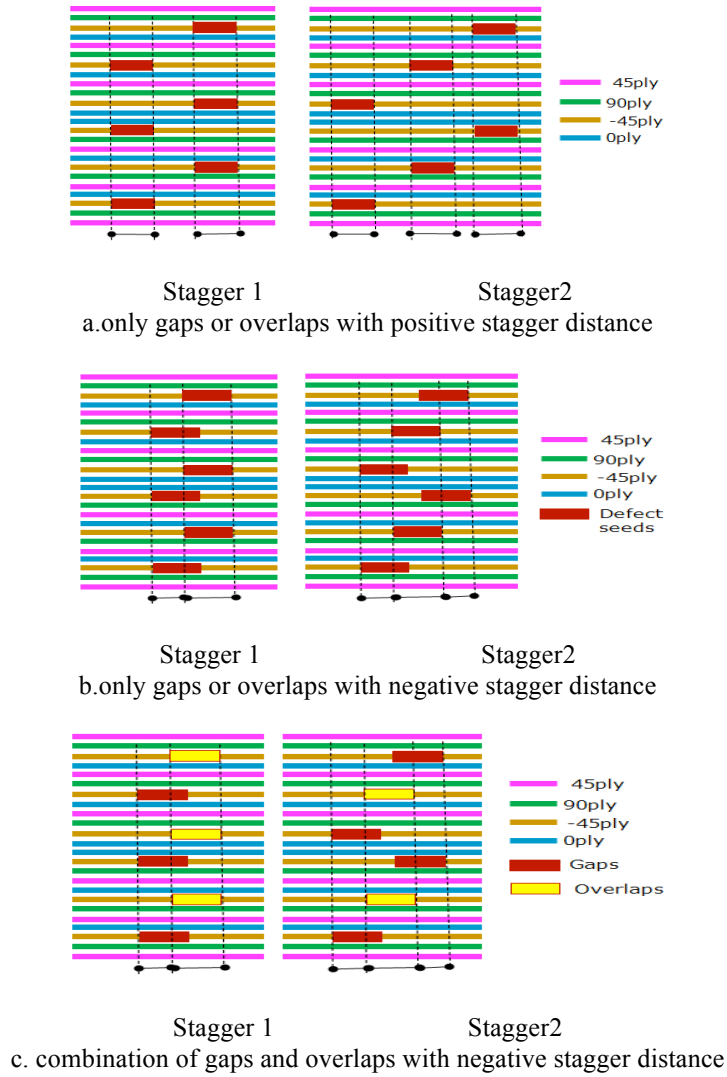 45ply
90ply
-45ply
0ply
Stagger 1 Stagger2
a.only gaps or overlaps with positive stagger distance
45ply
90ply
-45ply
0ply
Defect
seeds
Stagger 1 Stagger2
b.only gaps or overlaps with negative stagger distance
45ply
90ply
-45ply
0ply
Gaps
Overlaps
Stagger 1 Stagger2
c. combination of gaps and overlaps with negative stagger distance